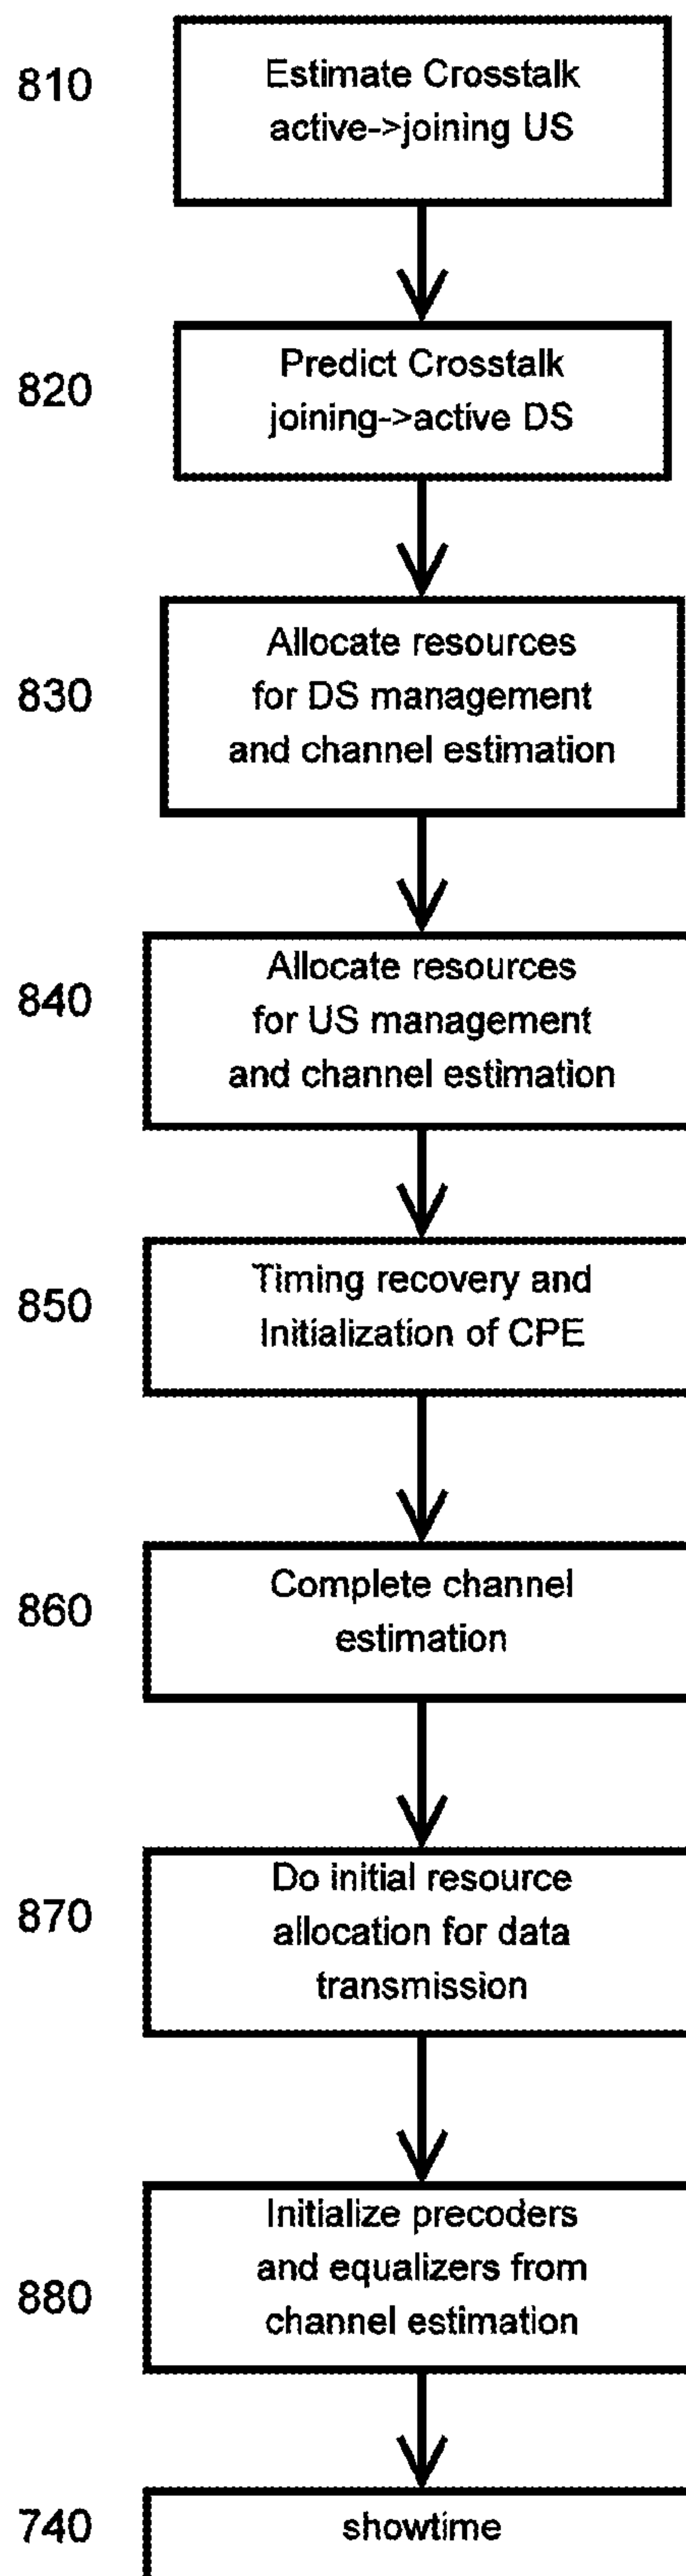 810
Estimate Crosstalk
active->joining US
820
Predict Crosstalk
joining->active DS
830
Allocate resources
for DS management
and channel estimation
840
Allocate resources
for US management
and channel estimation
850
Timing recovery and
Initialization of CPE
860
Complete channel
estimation
870
Do initial resource
allocation for data
transmission
880
Initialize precoders
and equalizers from
channel estimation
740
showtime